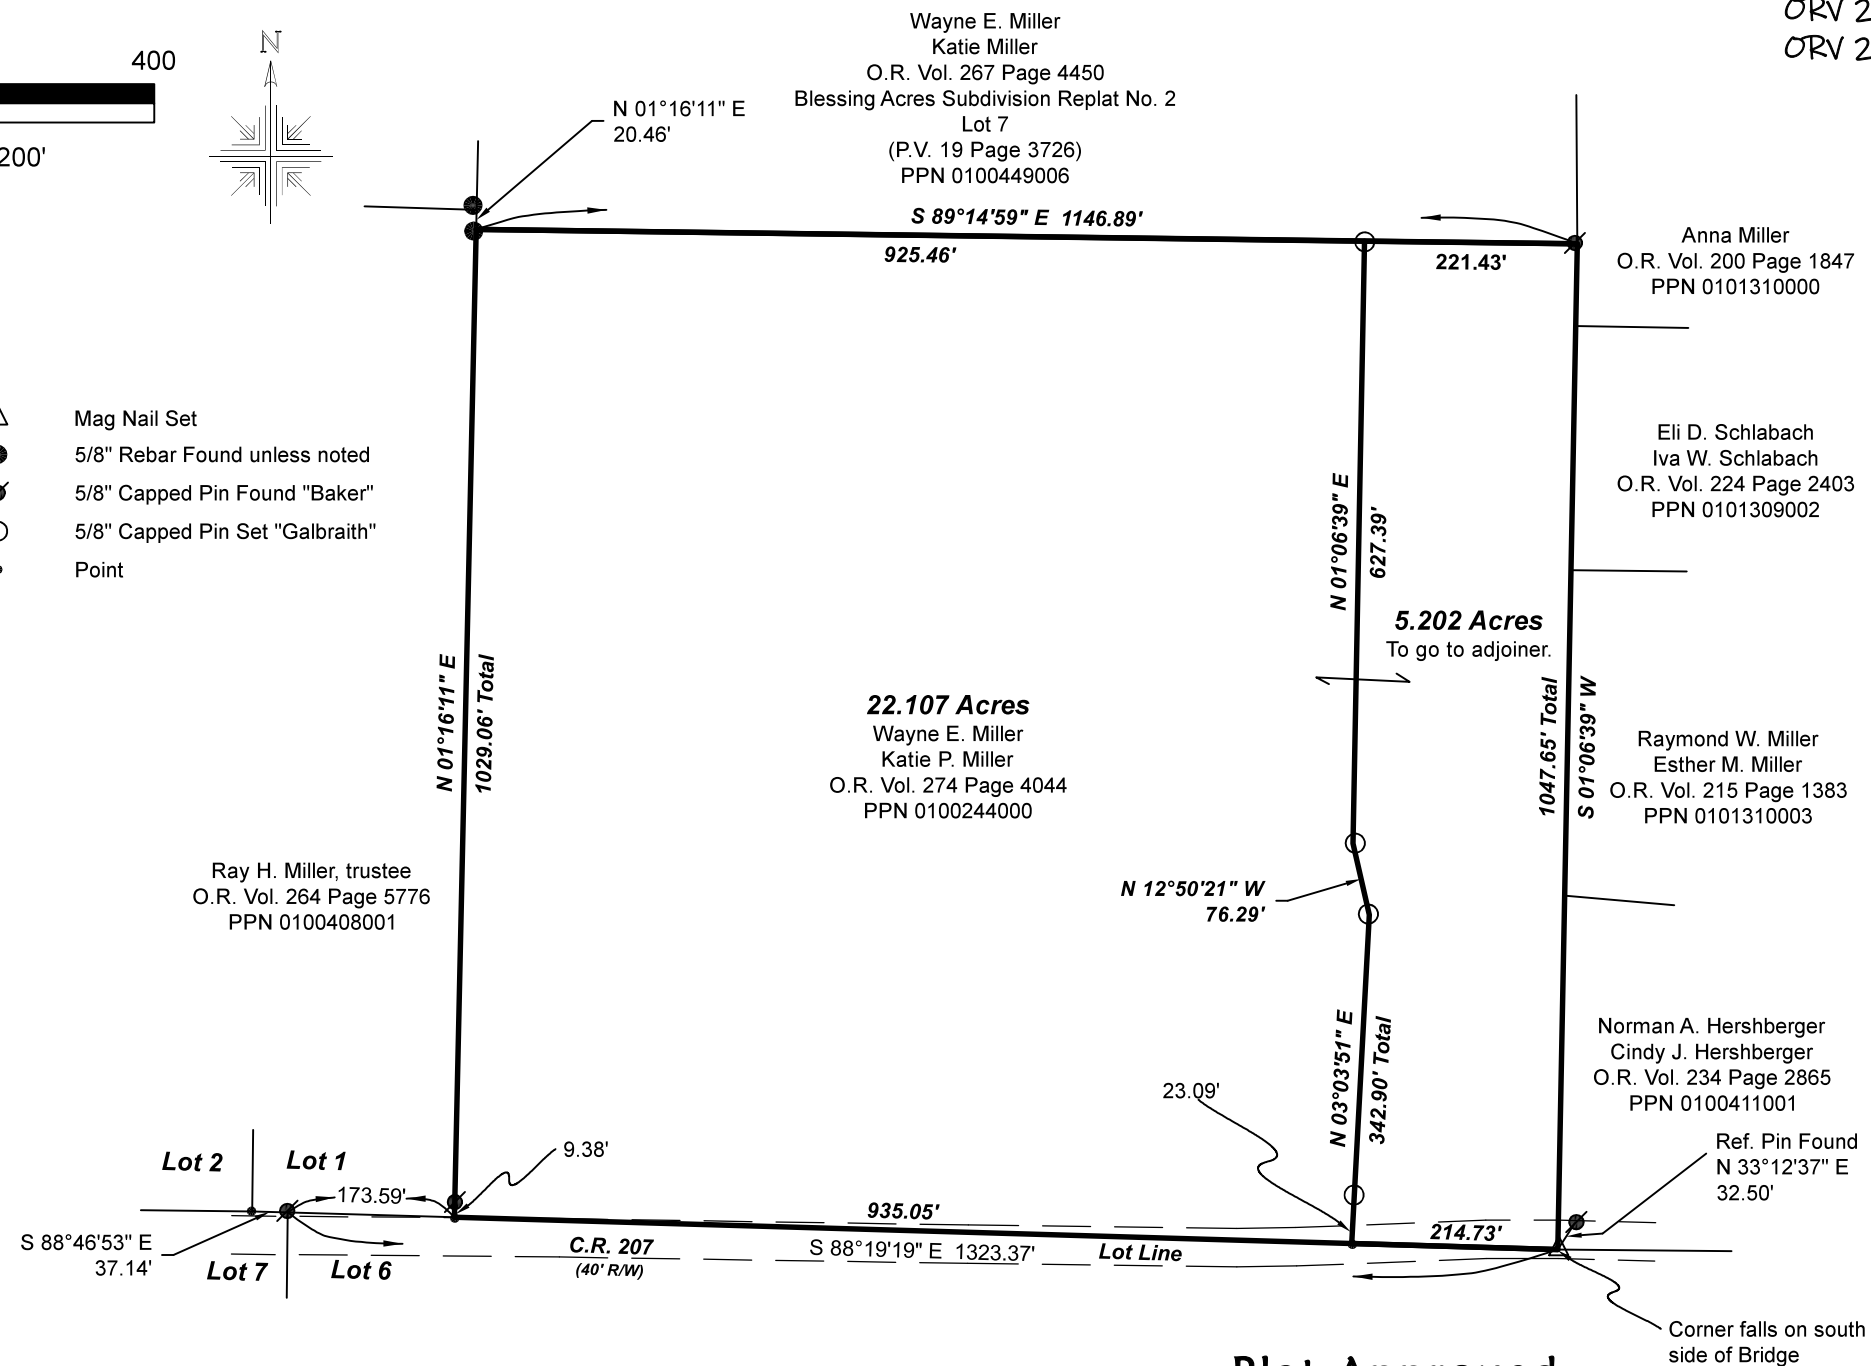 ORV 2
ORV 2
400
200'
N
N 01°16'11" E
20.46'
Wayne E. Miller
Katie Miller
O.R. Vol. 267 Page 4450
Blessing Acres Subdivision Replat No. 2
Lot 7
(P.V. 19 Page 3726)
PPN 0100449006
S 89°14'59" E 1146.89'
925.46'
221.43'
Anna Miller
O.R. Vol. 200 Page 1847
PPN 0101310000
Mag Nail Set
5/8" Rebar Found unless noted
5/8" Capped Pin Found "Baker"
5/8" Capped Pin Set "Galbraith"
Point
Eli D. Schlabach
Iva W. Schlabach
O.R. Vol. 224 Page 2403
PPN 0101309002
N 01°06'39" E
627.39'
5.202 Acres
To go to adjoiner.
N 01°16'11" E
1029.06' Total
22.107 Acres
Wayne E. Miller
Katie P. Miller
O.R. Vol. 274 Page 4044
PPN 0100244000
1047.65' Total
S 01°06'39" W
Raymond W. Miller
Esther M. Miller
O.R. Vol. 215 Page 1383
PPN 0101310003
Ray H. Miller, trustee
O.R. Vol. 264 Page 5776
PPN 0100408001
N 12°50'21" W
76.29'
N 03°03'51" E
342.90' Total
Norman A. Hershberger
Cindy J. Hershberger
O.R. Vol. 234 Page 2865
PPN 0100411001
23.09'
Ref. Pin Found
N 33°12'37" E
32.50'
Lot 2
Lot 1
9.38'
173.59'
935.05'
214.73'
S 88°46'53" E
37.14'
Lot 7
Lot 6
C.R. 207
(40' R/W)
S 88°19'19" E 1323.37'
Lot Line
Corner falls on south
side of Bridge
Plat Approved